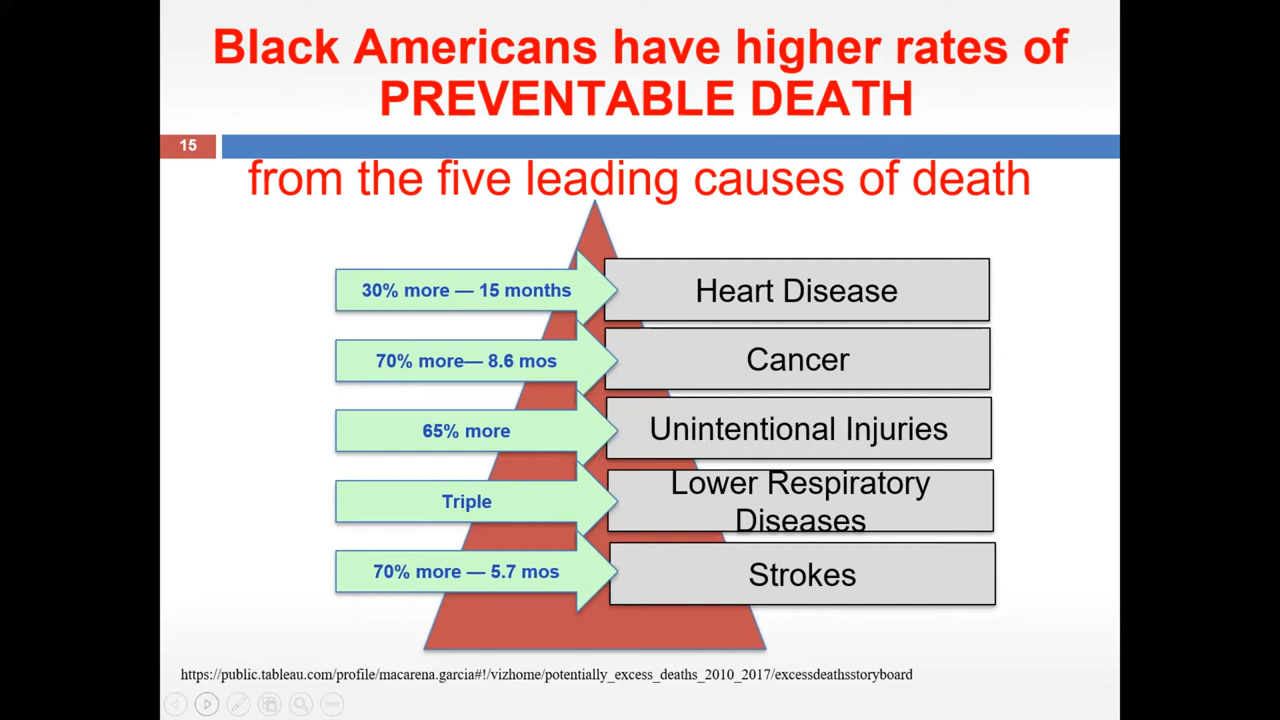 Black Americans have higher rates of
PREVENTABLE DEATH
15
from the five leading causes of death
30% more — 15 months
Heart Disease
70% more— 8.6 mos
Cancer
65% more
Unintentional Injuries
Triple
Lower Respiratory
Diseases
70% more — 5.7 mos
Strokes
https://public.tableau.com/profile/macarena.garcia#!/vizhome/potentially_excess_deaths_2010_2017/excessdeathsstoryboard